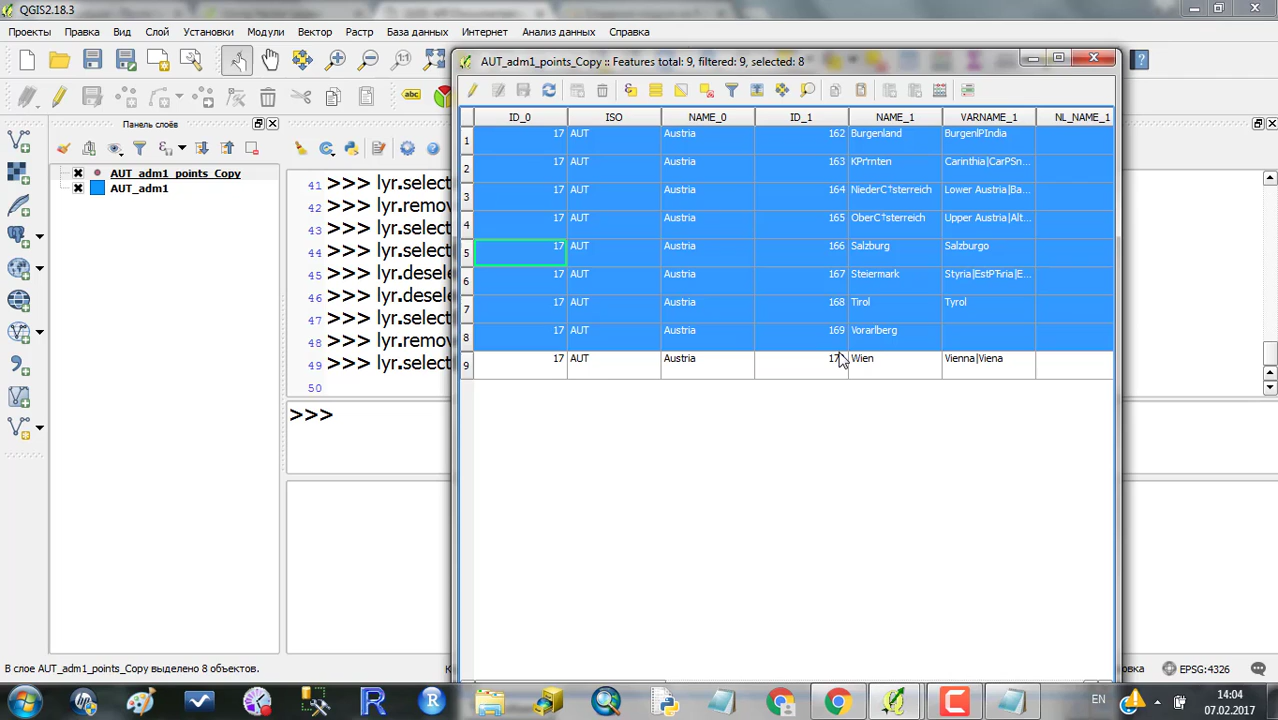 QGIS2.18.3
Проекты Правка Вид Слой Установки Модули Вектор Растр База данных Интернет Анализ данных Справка
AUT_adm1_points_Copy :: Features total: 9, filtered: 9, selected: 8
abc
Панель слоёв
AUT_adm1_points_Copy
AUT_adm1
41 >>> lyr.select
42 >>> lyr.remov
43 >>> lyr.select
44 >>> lyr.select
45 >>> lyr.desele
46 >>> lyr.desele
47 >>> lyr.select
48 >>> lyr.remov
49 >>> lyr.select
50
>>>
ID_0 ISO NAME_0 ID_1 NAME_1 VARNAME_1 NL_NAME_1
1 17 AUT Austria 162 Burgenland BurgenlPIndia
2 17 AUT Austria 163 KPґrnten Carinthia|CarPSn...
3 17 AUT Austria 164 NiederC†sterreich Lower Austria|Ba...
4 17 AUT Austria 165 OberC†sterreich Upper Austria|Alt...
5 17 AUT Austria 166 Salzburg Salzburgo
6 17 AUT Austria 167 Steiermark Styria|EstPЋria|E...
7 17 AUT Austria 168 Tirol Tyrol
8 17 AUT Austria 169 Vorarlberg
9 17 AUT Austria 17 Wien Vienna|Viena
В слое AUT_adm1_points_Copy выделено 8 объектов.
EPSG:4326
EN
14:04
07.02.2017